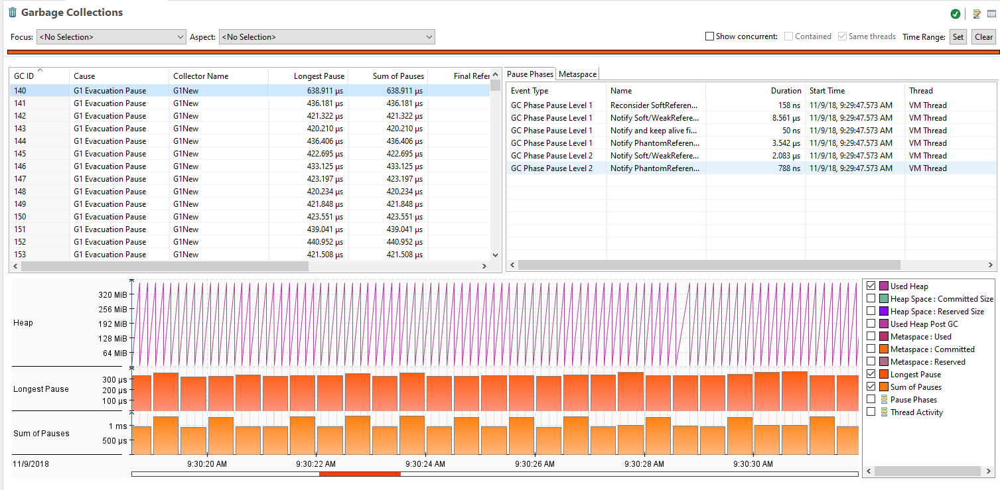 Garbage Collections
Focus: <No Selection> Aspect: <No Selection> Show concurrent: Contained Same threads Time Range: Set Clear
GC ID Cause Collector Name Longest Pause Sum of Pauses Final Refer
140 G1 Evacuation Pause G1New 638.911 µs 638.911 µs
141 G1 Evacuation Pause G1New 436.181 µs 436.181 µs
142 G1 Evacuation Pause G1New 421.322 µs 421.322 µs
143 G1 Evacuation Pause G1New 420.210 µs 420.210 µs
144 G1 Evacuation Pause G1New 436.406 µs 436.406 µs
145 G1 Evacuation Pause G1New 422.695 µs 422.695 µs
146 G1 Evacuation Pause G1New 433.125 µs 433.125 µs
147 G1 Evacuation Pause G1New 423.197 µs 423.197 µs
148 G1 Evacuation Pause G1New 420.234 µs 420.234 µs
149 G1 Evacuation Pause G1New 421.848 µs 421.848 µs
150 G1 Evacuation Pause G1New 423.551 µs 423.551 µs
151 G1 Evacuation Pause G1New 439.041 µs 439.041 µs
152 G1 Evacuation Pause G1New 440.952 µs 440.952 µs
153 G1 Evacuation Pause G1New 421.508 µs 421.508 µs
Pause Phases Metaspace
Event Type Name Duration Start Time Thread
GC Phase Pause Level 1 Reconsider SoftReferen... 158 ns 11/9/18, 9:29:47.573 AM VM Thread
GC Phase Pause Level 1 Notify Soft/WeakRefere... 8.561 µs 11/9/18, 9:29:47.573 AM VM Thread
GC Phase Pause Level 1 Notify and keep alive fi... 50 ns 11/9/18, 9:29:47.573 AM VM Thread
GC Phase Pause Level 1 Notify PhantomReferen... 3.542 µs 11/9/18, 9:29:47.573 AM VM Thread
GC Phase Pause Level 2 Notify Soft/WeakRefere... 2.083 µs 11/9/18, 9:29:47.573 AM VM Thread
GC Phase Pause Level 2 Notify PhantomReferen... 788 ns 11/9/18, 9:29:47.573 AM VM Thread
320 MiB
256 MiB
Heap 192 MiB
128 MiB
64 MiB
300 µs
Longest Pause 200 µs
100 µs
1 ms
Sum of Pauses
500 µs
11/9/2018 9:30:20 AM 9:30:22 AM 9:30:24 AM 9:30:26 AM 9:30:28 AM 9:30:30 AM
Used Heap
Heap Space : Committed Size
Heap Space : Reserved Size
Used Heap Post GC
Metaspace : Used
Metaspace : Committed
Metaspace : Reserved
Longest Pause
Sum of Pauses
Pause Phases
Thread Activity